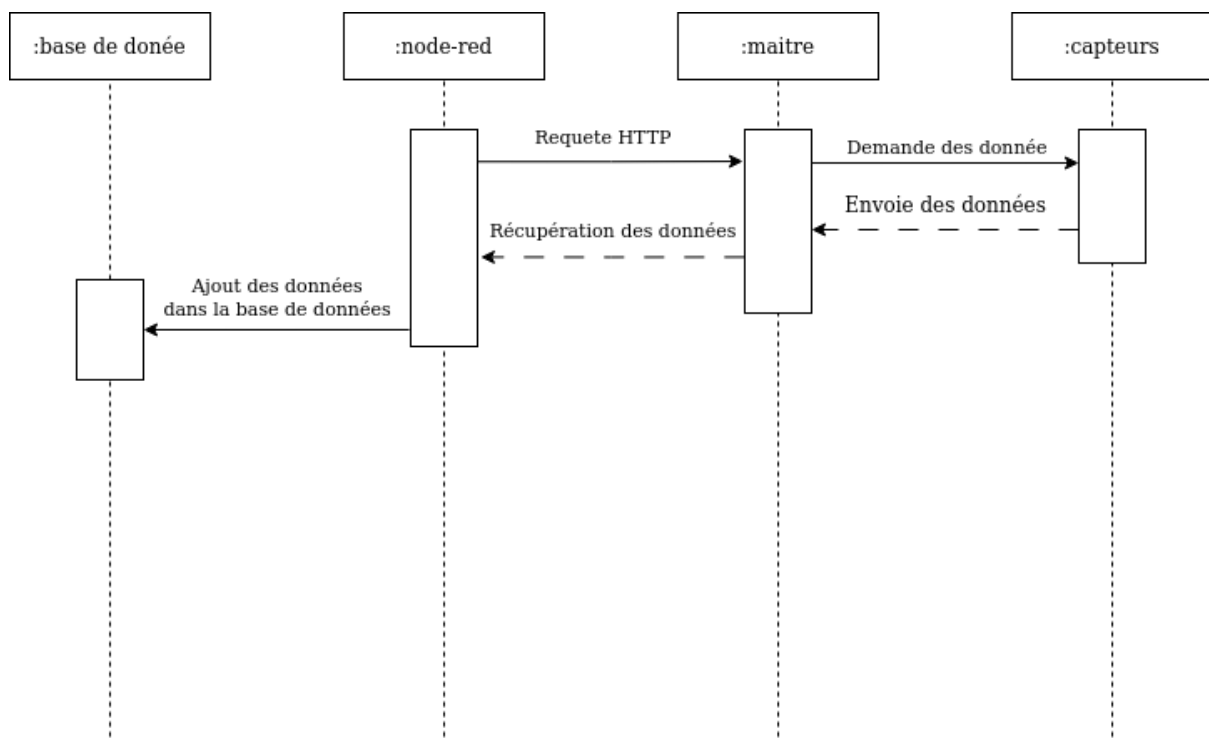 :base de donée
:node-red
:maitre
:capteurs
Requete HTTP
Demande des donnée
Envoie des données
Récupération des données
Ajout des données
dans la base de données